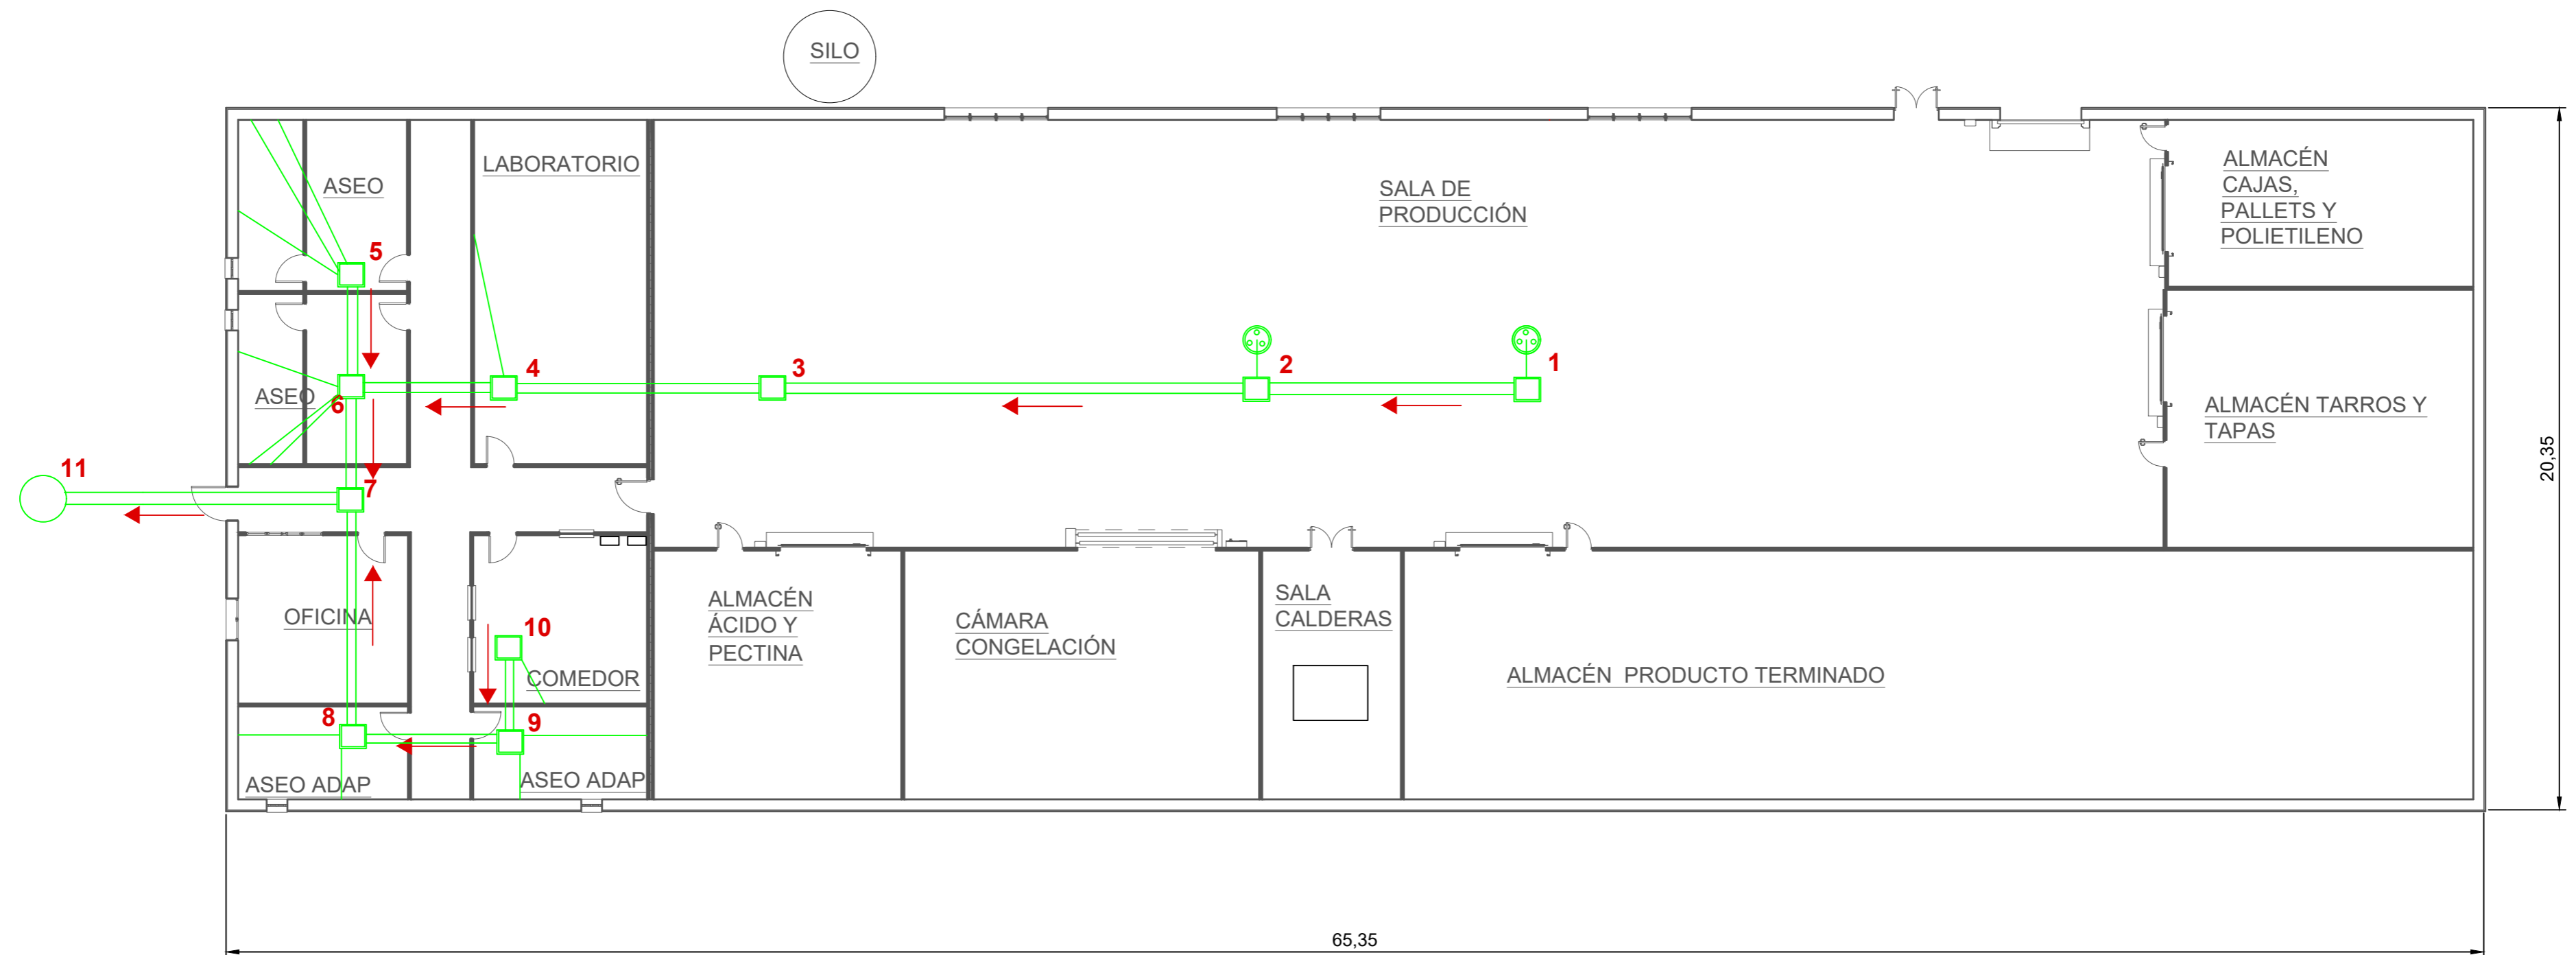 SILO
LABORATORIO
ASEO
SALA DE
PRODUCCIÓN
ALMACÉN
CAJAS,
PALLETS Y
POLIETILENO
5
4
3
2
1
ASEO
6
ALMACÉN TARROS Y
TAPAS
20,35
11
7
OFICINA
10
COMEDOR
ALMACÉN
ÁCIDO Y
PECTINA
CÁMARA
CONGELACIÓN
SALA
CALDERAS
ALMACÉN PRODUCTO TERMINADO
8
9
ASEO ADAP
ASEO ADAP
65,35